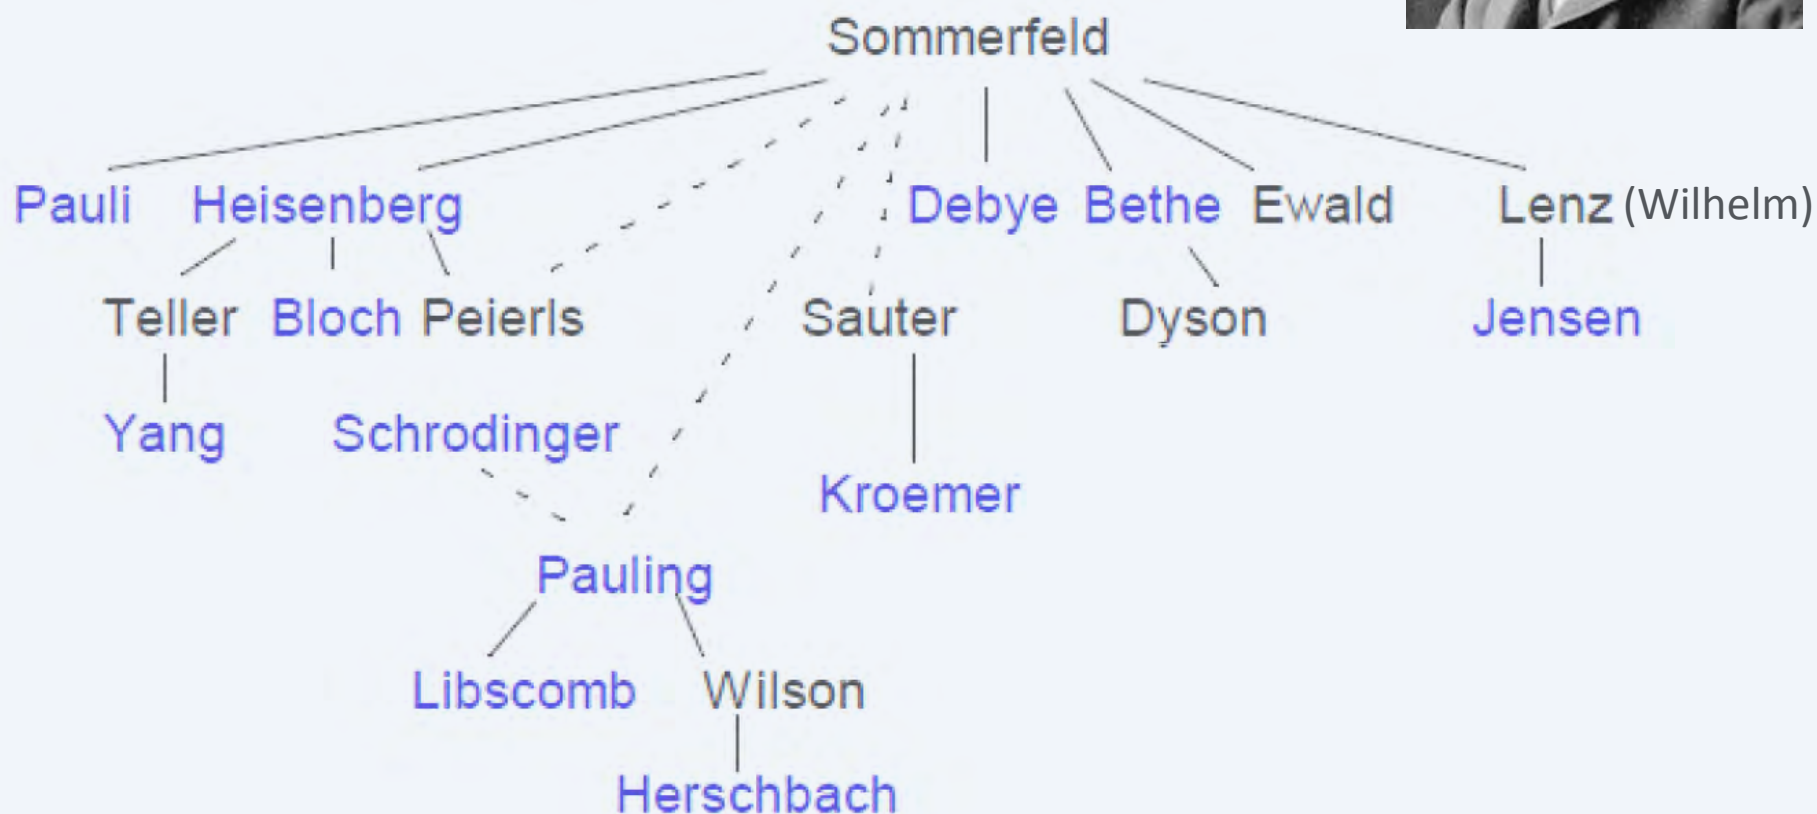 Sommerfeld
Pauli Heisenberg Debye Bethe Ewald Lenz (Wilhelm)
Teller Bloch Peierls Sauter Dyson Jensen
Yang Schrodinger
Kroemer
Pauling
Libscomb Wilson
Herschbach